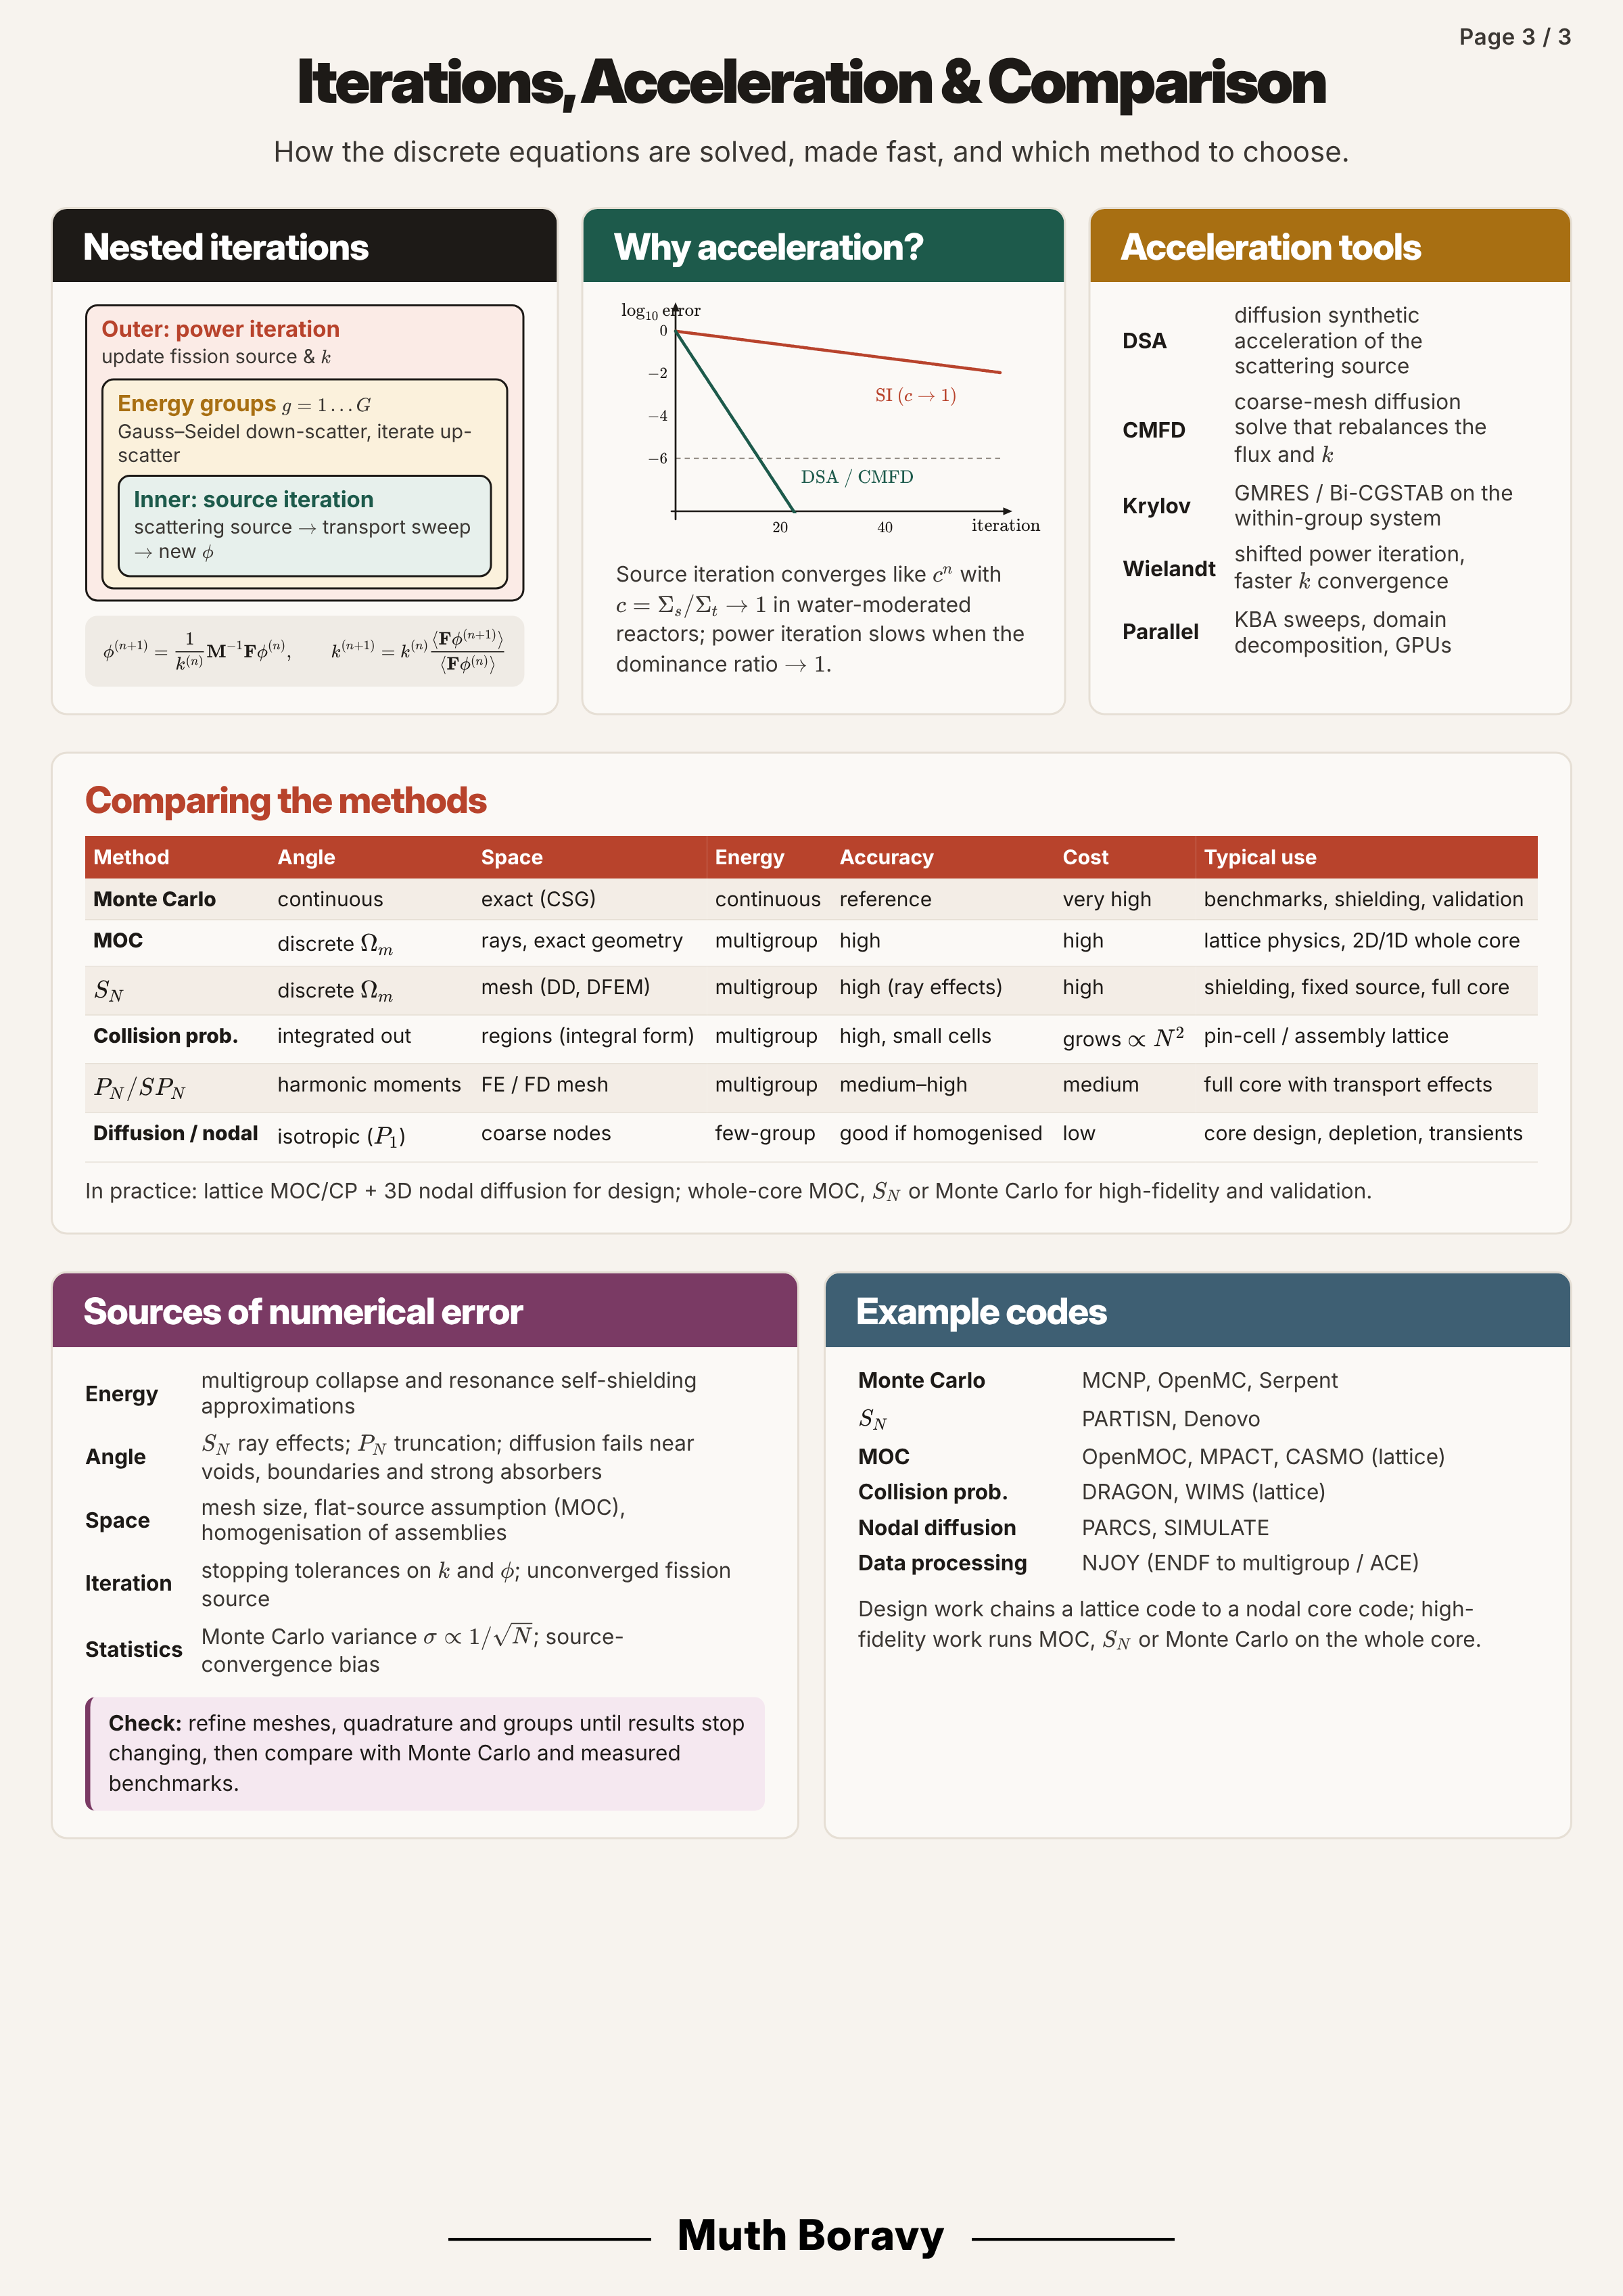 Page 3 / 3
Iterations, Acceleration & Comparison
How the discrete equations are solved, made fast, and which method to choose.
Nested iterations
Outer: power iteration
update fission source & k
Energy groups g = 1…G
Gauss–Seidel down-scatter, iterate up-
scatter
Inner: source iteration
scattering source → transport sweep
→ new ϕ
ϕ^(n+1) = 1/k^(n) M^−1 Fϕ^(n), k^(n+1) = k^(n) ⟨Fϕ^(n+1)⟩/⟨Fϕ^(n)⟩
Why acceleration?
log₁₀ error
0
−2
−4
−6
SI (c → 1)
DSA / CMFD
20
40
iteration
Source iteration converges like cⁿ with
c = Σ_s/Σ_t → 1 in water-moderated
reactors; power iteration slows when the
dominance ratio → 1.
Acceleration tools
DSA diffusion synthetic
acceleration of the
scattering source
CMFD coarse-mesh diffusion
solve that rebalances the
flux and k
Krylov GMRES / Bi-CGSTAB on the
within-group system
Wielandt shifted power iteration,
faster k convergence
Parallel KBA sweeps, domain
decomposition, GPUs
Comparing the methods
Method Angle Space Energy Accuracy Cost Typical use
Monte Carlo continuous exact (CSG) continuous reference very high benchmarks, shielding, validation
MOC discrete Ω_m rays, exact geometry multigroup high high lattice physics, 2D/1D whole core
S_N discrete Ω_m mesh (DD, DFEM) multigroup high (ray effects) high shielding, fixed source, full core
Collision prob. integrated out regions (integral form) multigroup high, small cells grows ∝ N² pin-cell / assembly lattice
P_N/SP_N harmonic moments FE / FD mesh multigroup medium–high medium full core with transport effects
Diffusion / nodal isotropic (P₁) coarse nodes few-group good if homogenised low core design, depletion, transients
In practice: lattice MOC/CP + 3D nodal diffusion for design; whole-core MOC, S_N or Monte Carlo for high-fidelity and validation.
Sources of numerical error
Energy multigroup collapse and resonance self-shielding
approximations
Angle S_N ray effects; P_N truncation; diffusion fails near
voids, boundaries and strong absorbers
Space mesh size, flat-source assumption (MOC),
homogenisation of assemblies
Iteration stopping tolerances on k and ϕ; unconverged fission
source
Statistics Monte Carlo variance σ ∝ 1/√N; source-
convergence bias
Check: refine meshes, quadrature and groups until results stop
changing, then compare with Monte Carlo and measured
benchmarks.
Example codes
Monte Carlo MCNP, OpenMC, Serpent
S_N PARTISN, Denovo
MOC OpenMOC, MPACT, CASMO (lattice)
Collision prob. DRAGON, WIMS (lattice)
Nodal diffusion PARCS, SIMULATE
Data processing NJOY (ENDF to multigroup / ACE)
Design work chains a lattice code to a nodal core code; high-
fidelity work runs MOC, S_N or Monte Carlo on the whole core.
Muth Boravy